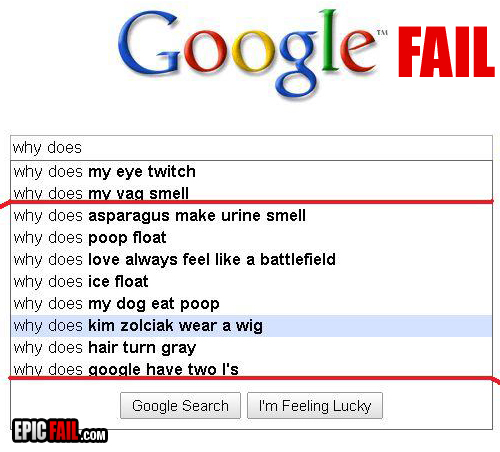 Google™ FAIL
why does
why does my eye twitch
why does my vag smell
why does asparagus make urine smell
why does poop float
why does love always feel like a battlefield
why does ice float
why does my dog eat poop
why does kim zolciak wear a wig
why does hair turn gray
why does google have two l's
Google Search I'm Feeling Lucky
EPIC FAIL.COM